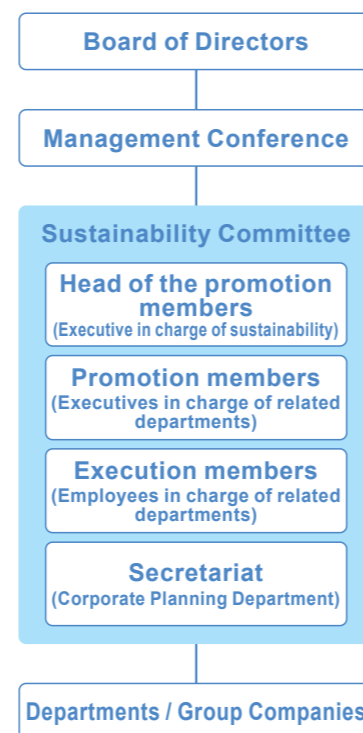 Board of Directors
Management Conference
Sustainability Committee
Head of the promotion
members
(Executive in charge of sustainability)
Promotion members
(Executives in charge of related
departments)
Execution members
(Employees in charge of related
departments)
Secretariat
(Corporate Planning Department)
Departments / Group Companies